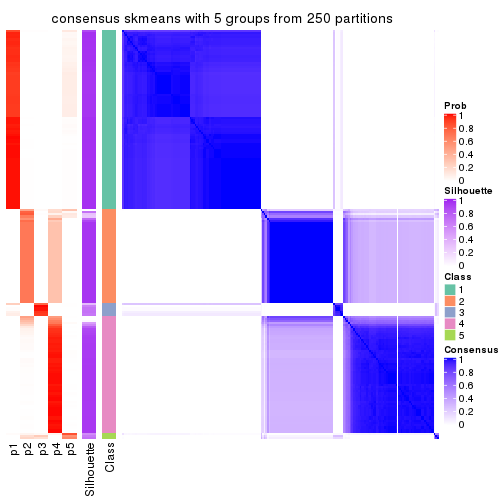 consensus skmeans with 5 groups from 250 partitions
p1
p2
p3
p4
p5
Silhouette
Class
Prob
1
0.8
0.6
0.4
0.2
0
Silhouette
1
0.8
0.6
0.4
0.2
0
Class
1
2
3
4
5
Consensus
1
0.8
0.6
0.4
0.2
0